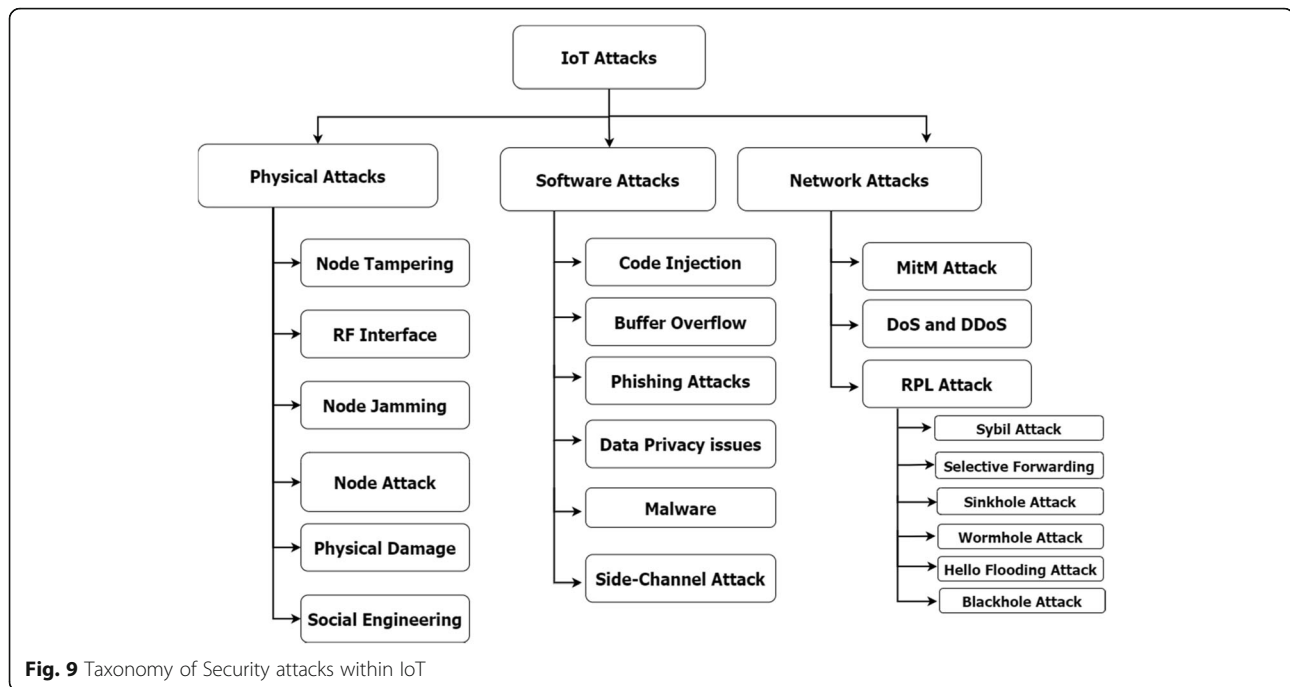 IoT Attacks
Physical Attacks
Software Attacks
Network Attacks
Node Tampering
RF Interface
Node Jamming
Node Attack
Physical Damage
Social Engineering
Code Injection
Buffer Overflow
Phishing Attacks
Data Privacy issues
Malware
Side-Channel Attack
MitM Attack
DoS and DDoS
RPL Attack
Sybil Attack
Selective Forwarding
Sinkhole Attack
Wormhole Attack
Hello Flooding Attack
Blackhole Attack
Fig. 9 Taxonomy of Security attacks within IoT